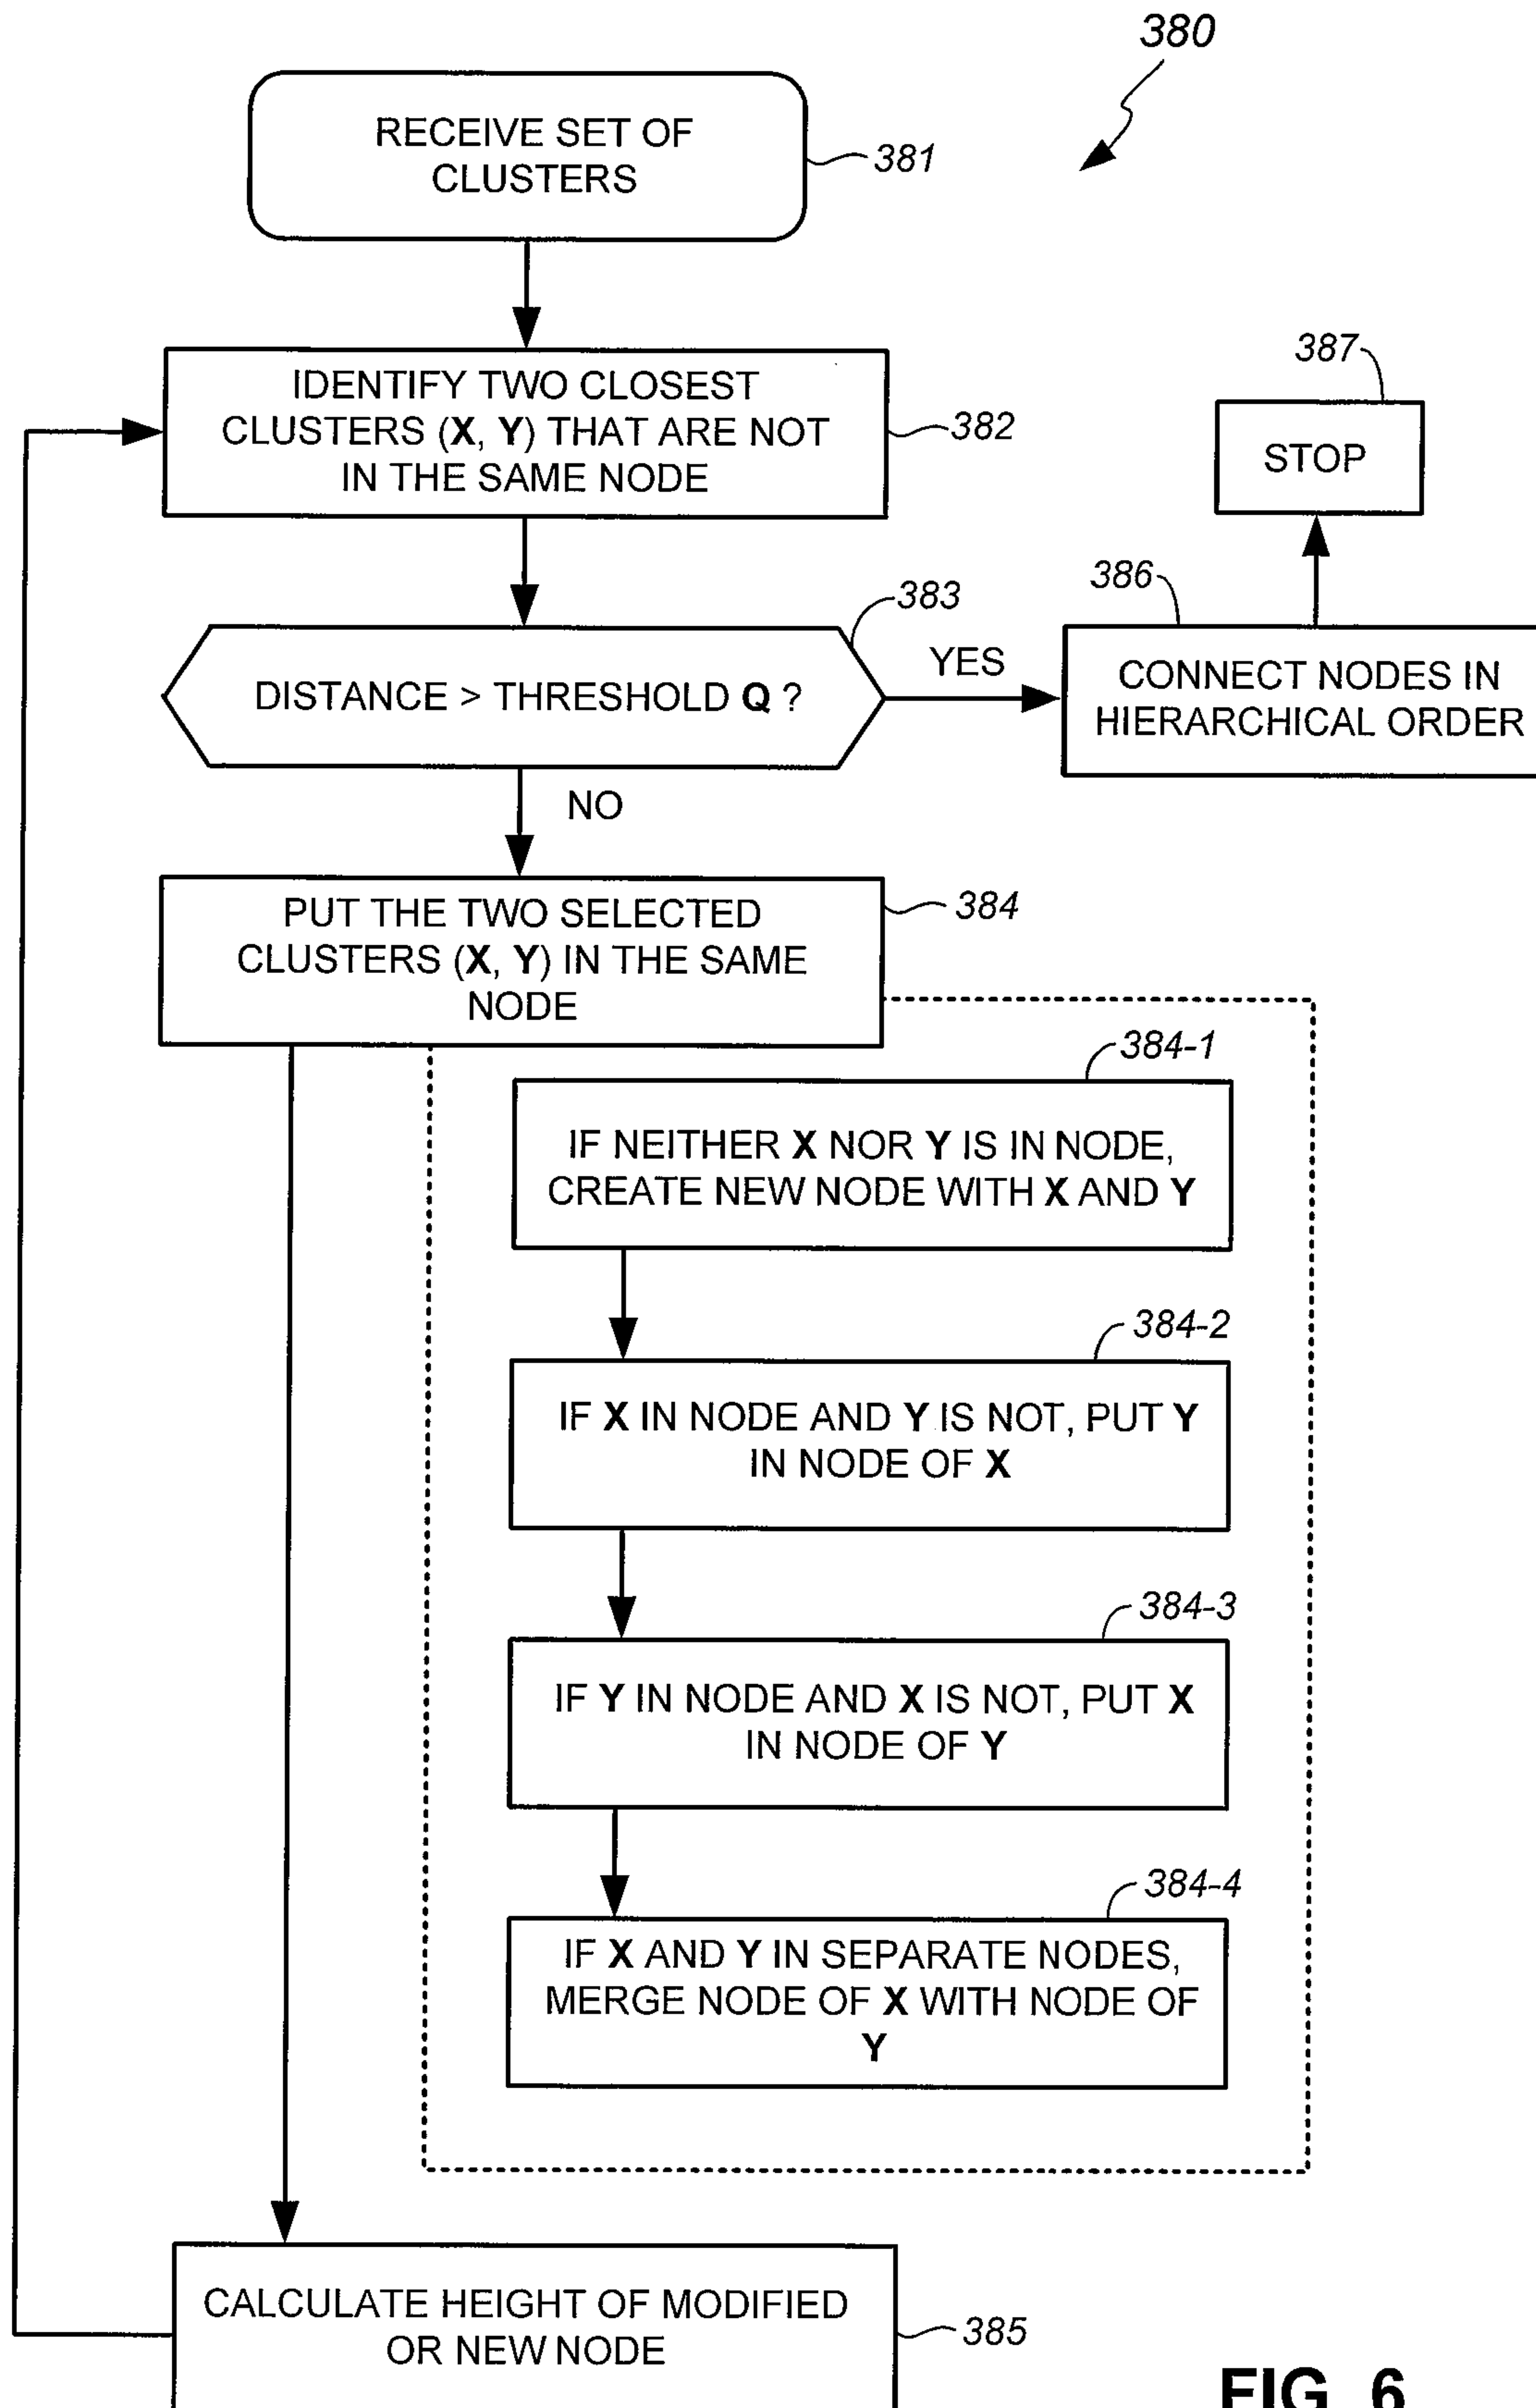 380
RECEIVE SET OF
CLUSTERS
381
IDENTIFY TWO CLOSEST
CLUSTERS (X, Y) THAT ARE NOT
IN THE SAME NODE
382
387
STOP
383
DISTANCE > THRESHOLD Q ?
YES
386
CONNECT NODES IN
HIERARCHICAL ORDER
NO
PUT THE TWO SELECTED
CLUSTERS (X, Y) IN THE SAME
NODE
384
384-1
IF NEITHER X NOR Y IS IN NODE,
CREATE NEW NODE WITH X AND Y
384-2
IF X IN NODE AND Y IS NOT, PUT Y
IN NODE OF X
384-3
IF Y IN NODE AND X IS NOT, PUT X
IN NODE OF Y
384-4
IF X AND Y IN SEPARATE NODES,
MERGE NODE OF X WITH NODE OF
Y
CALCULATE HEIGHT OF MODIFIED
OR NEW NODE
385
FIG. 6